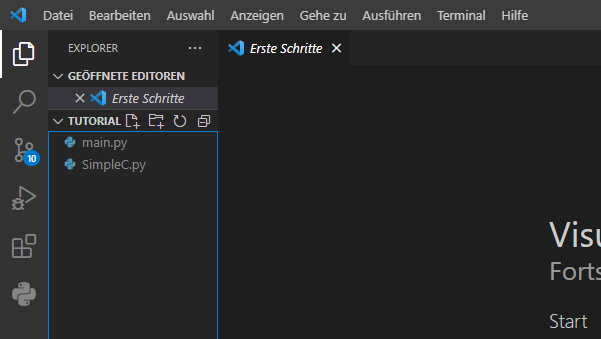 Datei Bearbeiten Auswahl Anzeigen Gehe zu Ausführen Terminal Hilfe
EXPLORER
Erste Schritte
GEÖFFNETE EDITOREN
Erste Schritte
TUTORIAL
main.py
SimpleC.py
10
Visu
Forts
Start